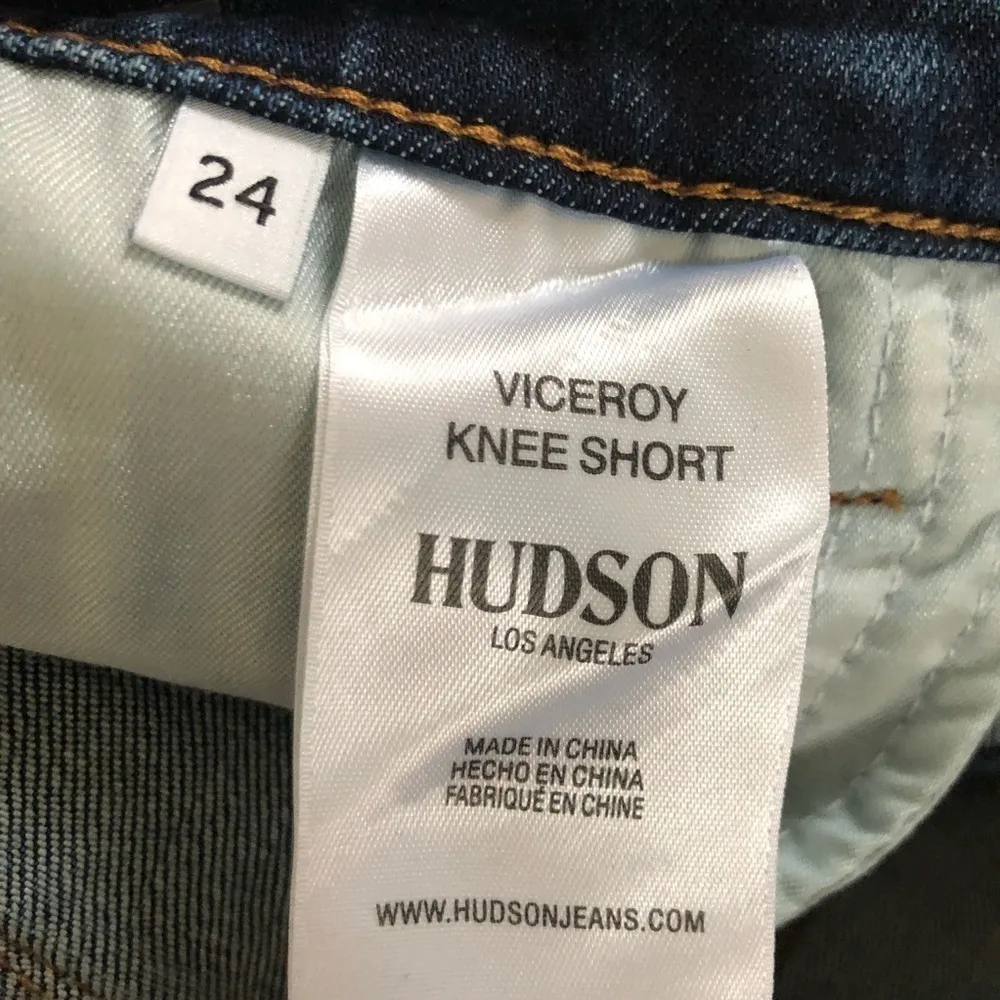 24
VICEROY
KNEE SHORT
HUDSON
LOS ANGELES
MADE IN CHINA
HECHO EN CHINA
FABRIQUÉ EN CHINE
WWW.HUDSONJEANS.COM